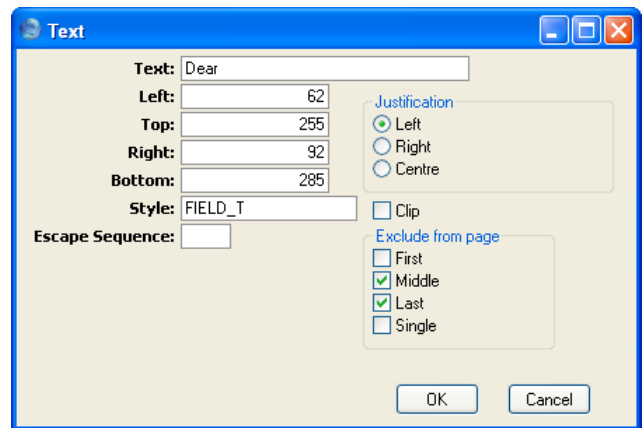 Text
Text: Dear
Left: 62
Top: 255
Right: 92
Bottom: 285
Style: FIELD_T
Escape Sequence:
Justification
Left
Right
Centre
Clip
Exclude from page
First
Middle
Last
Single
OK Cancel